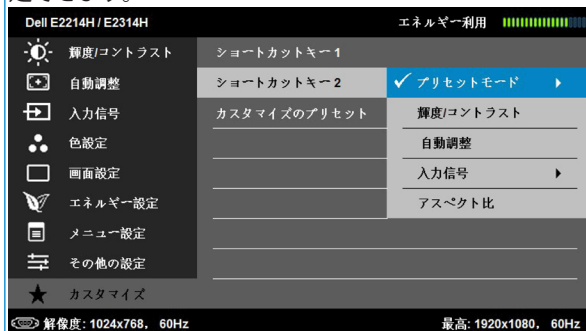 Dell E2214H / E2314H エネルギー利用
輝度/コントラスト ショートカットキー 1
自動調整 ショートカットキー 2 プリセットモード
入力信号 カスタマイズのプリセット 輝度/コントラスト
色設定 自動調整
画面設定 入力信号
エネルギー設定 アスペクト比
メニュー設定
その他の設定
カスタマイズ
解像度: 1024x768, 60Hz 最高: 1920x1080, 60Hz